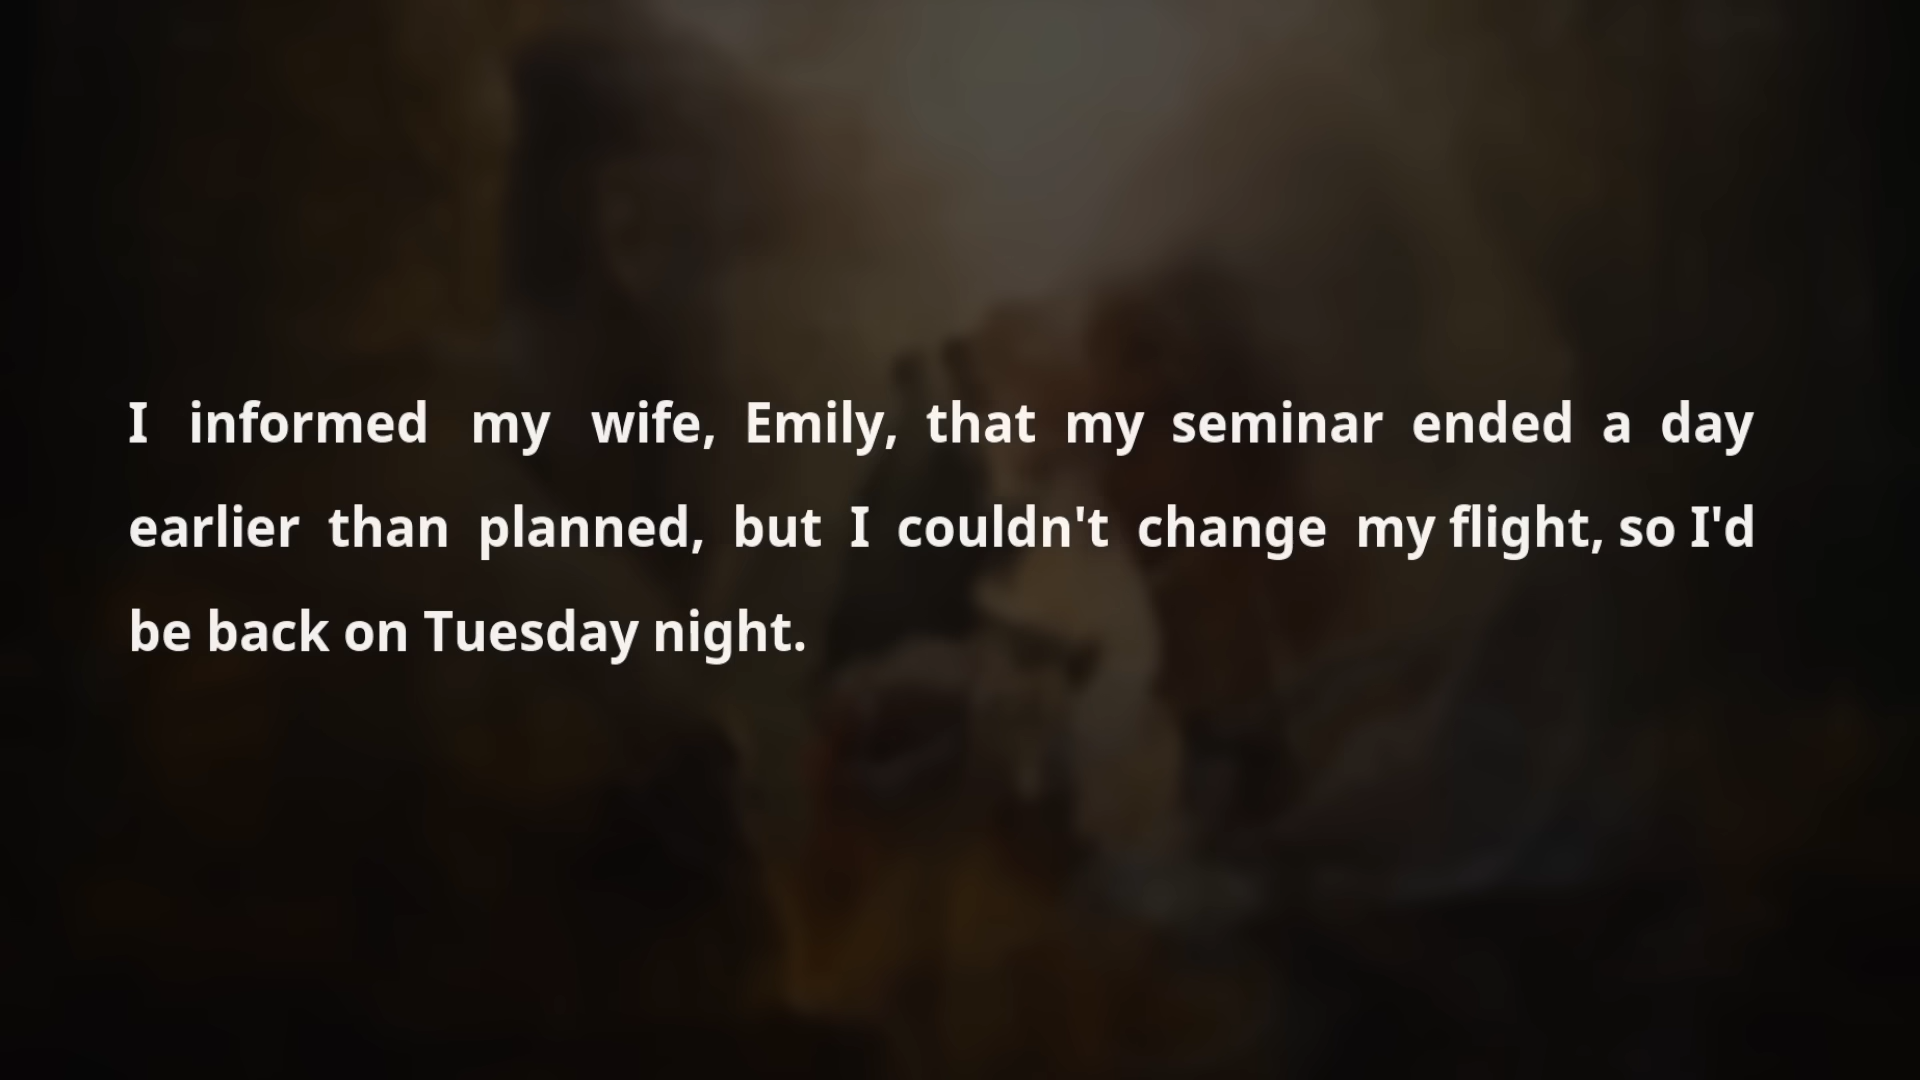 I informed my wife, Emily, that my seminar ended a day
earlier than planned, but I couldn't change my flight, so I'd
be back on Tuesday night.